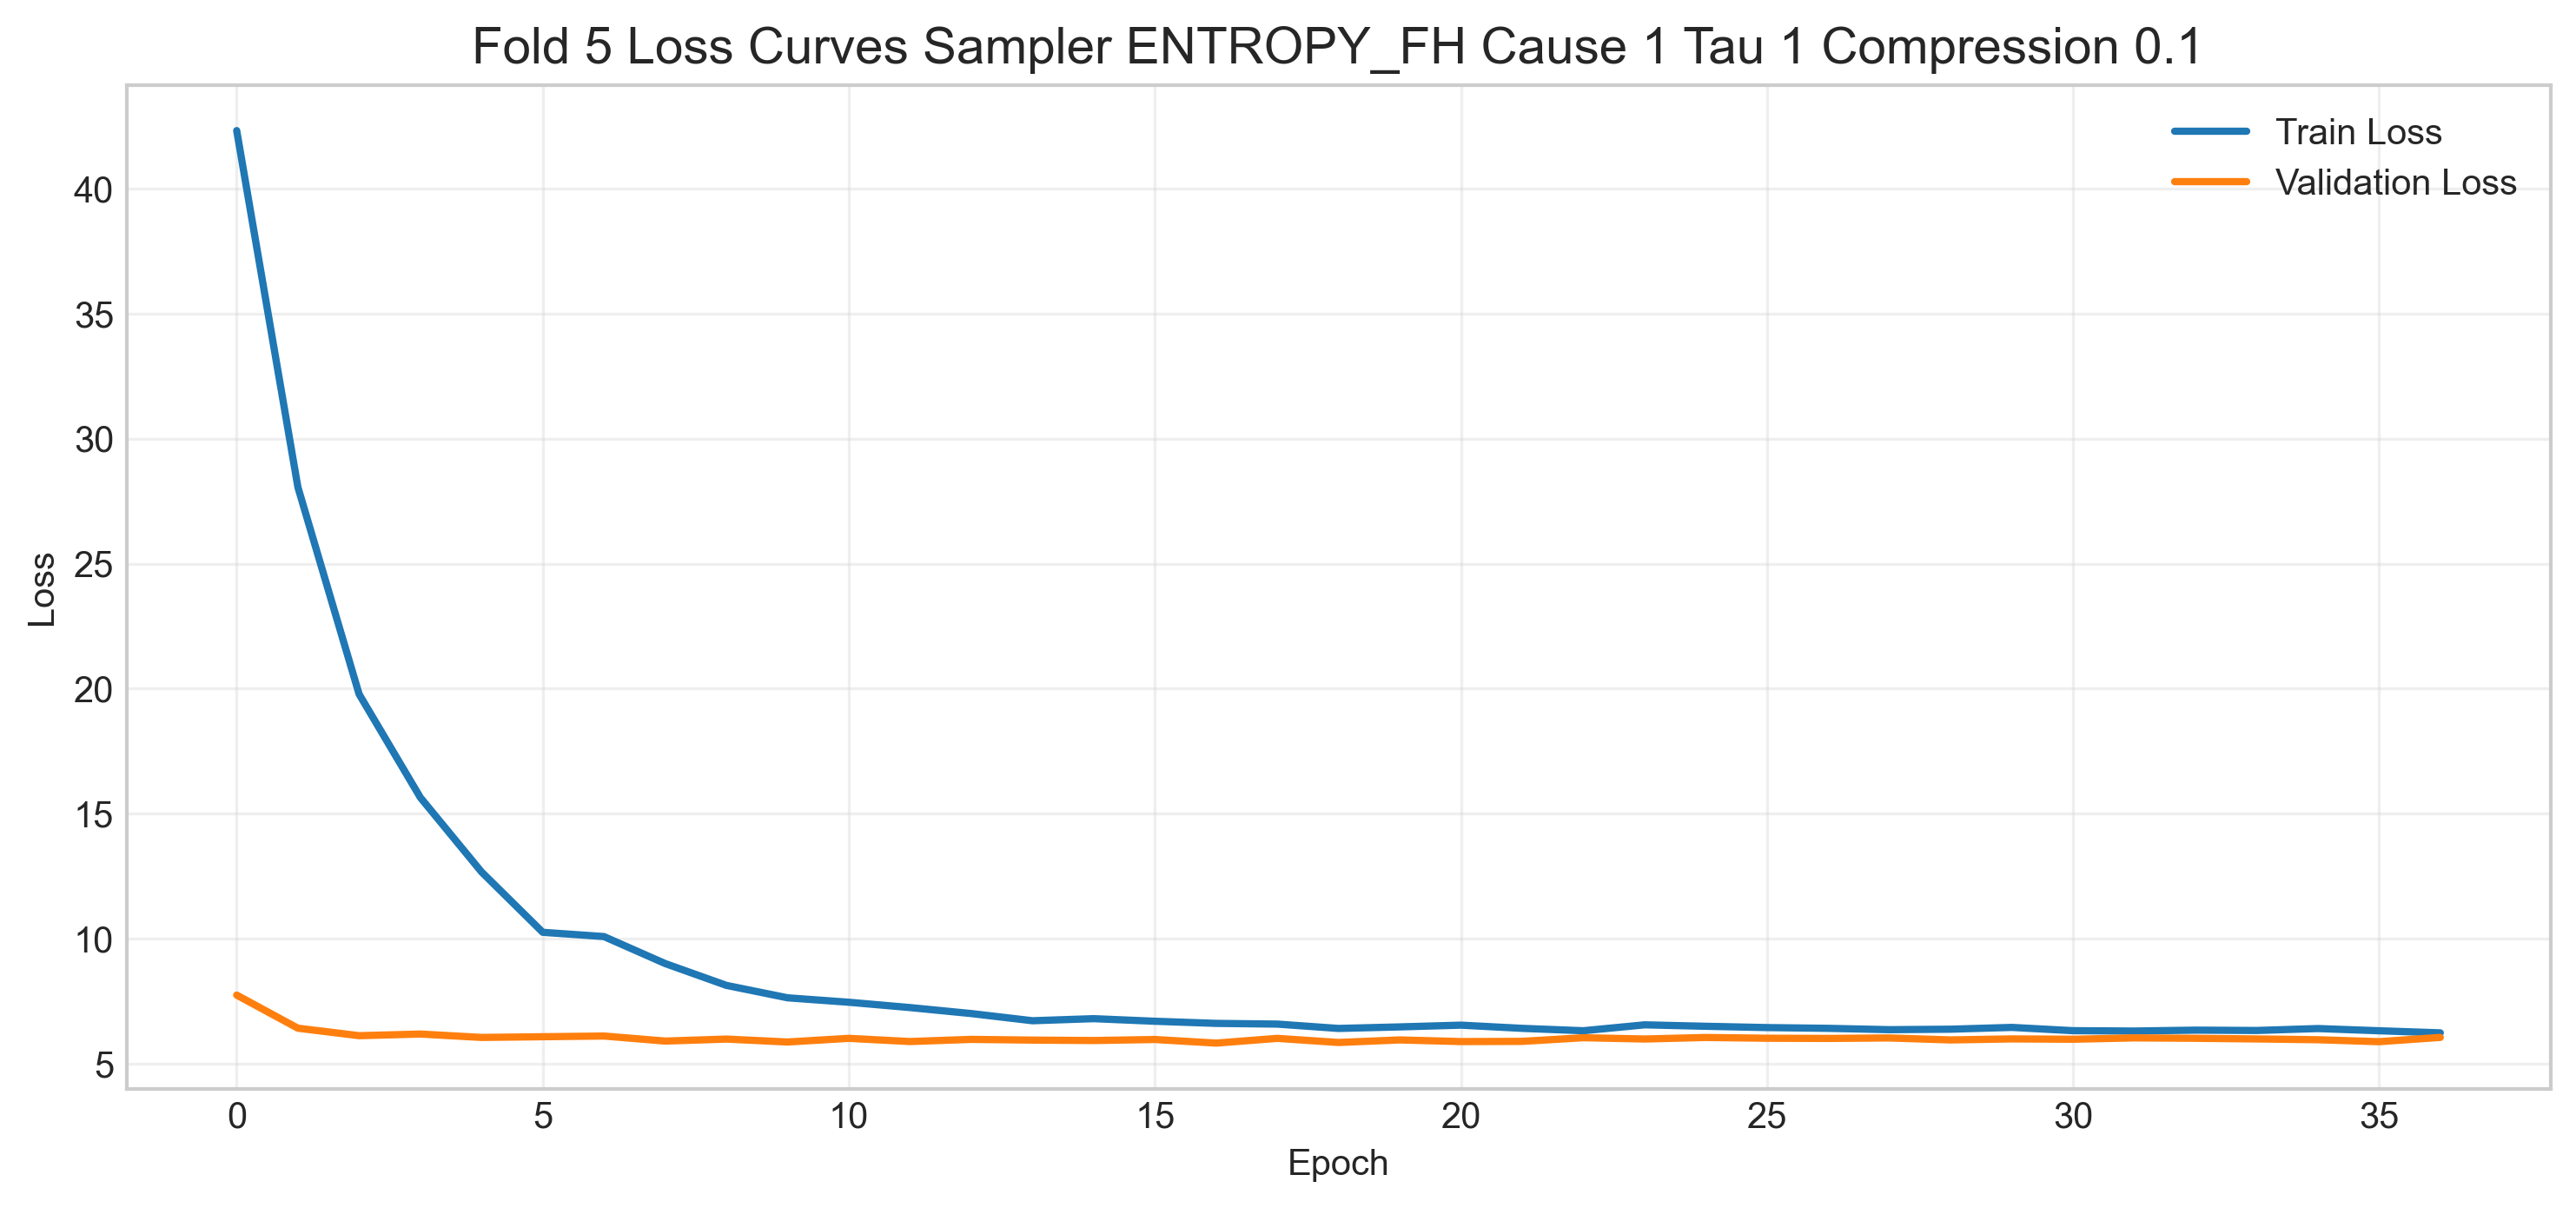 Fold 5 Loss Curves Sampler ENTROPY_FH Cause 1 Tau 1 Compression 0.1
Train Loss
Validation Loss
40
35
30
25
20
15
10
5
Loss
0 5 10 15 20 25 30 35
Epoch